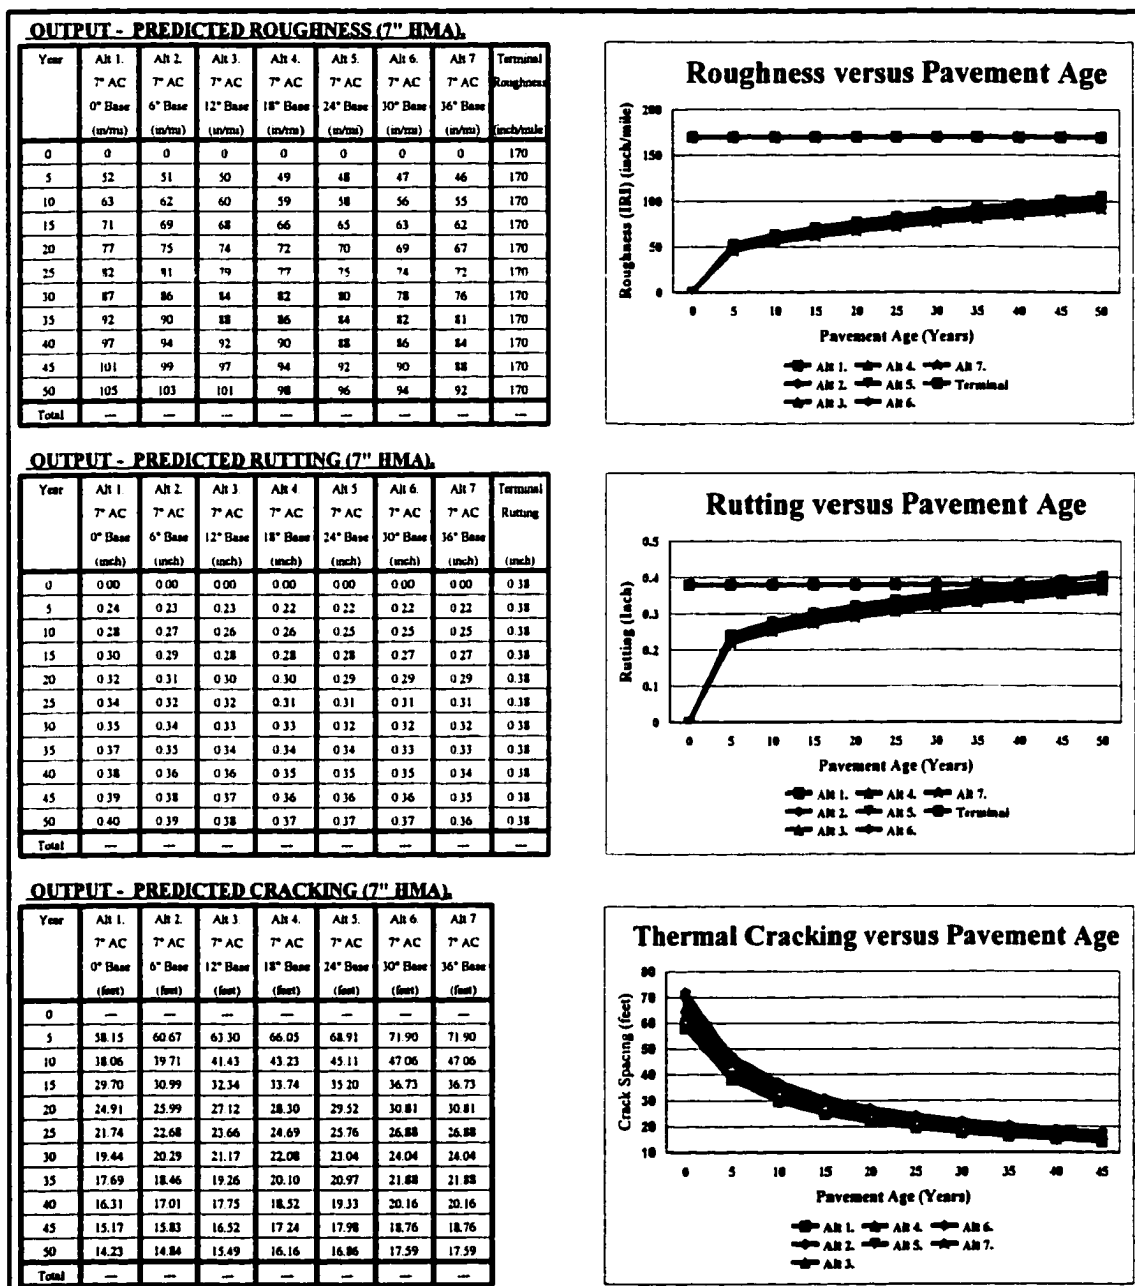 OUTPUT - PREDICTED ROUGHNESS (7" HMA).
Year Alt 1. Alt 2. Alt 3. Alt 4. Alt 5. Alt 6. Alt 7 Terminal
7" AC 7" AC 7" AC 7" AC 7" AC 7" AC 7" AC Roughness
0" Base 6" Base 12" Base 18" Base 24" Base 30" Base 36" Base
(in/mi) (in/mi) (in/mi) (in/mi) (in/mi) (in/mi) (in/mi) (inch/mile
0 0 0 0 0 0 0 0 170
5 52 51 50 49 48 47 46 170
10 63 62 60 59 58 56 55 170
15 71 69 68 66 65 63 62 170
20 77 75 74 72 70 69 67 170
25 82 81 79 77 75 74 72 170
30 87 86 84 82 80 78 76 170
35 92 90 88 86 84 82 81 170
40 97 94 92 90 88 86 84 170
45 101 99 97 94 92 90 88 170
50 105 103 101 98 96 94 92 170
Total --- --- --- --- --- --- --- ---
Roughness versus Pavement Age
Roughness (IRI) (inch/mile)
200
150
100
50
0
0 5 10 15 20 25 30 35 40 45 50
Pavement Age (Years)
Alt 1. Alt 4. Alt 7.
Alt 2. Alt 5. Terminal
Alt 3. Alt 6.
OUTPUT - PREDICTED RUTTING (7" HMA).
Year Alt 1 Alt 2. Alt 3 Alt 4. Alt 5 Alt 6. Alt 7 Terminal
7" AC 7" AC 7" AC 7" AC 7" AC 7" AC 7" AC Rutting
0" Base 6" Base 12" Base 18" Base 24" Base 30" Base 36" Base
(inch) (inch) (inch) (inch) (inch) (inch) (inch) (inch)
0 0.00 0.00 0.00 0.00 0.00 0.00 0.00 0.38
5 0.24 0.23 0.23 0.22 0.22 0.22 0.22 0.38
10 0.28 0.27 0.26 0.26 0.25 0.25 0.25 0.38
15 0.30 0.29 0.28 0.28 0.28 0.27 0.27 0.38
20 0.32 0.31 0.30 0.30 0.29 0.29 0.29 0.38
25 0.34 0.32 0.32 0.31 0.31 0.31 0.31 0.38
30 0.35 0.34 0.33 0.33 0.32 0.32 0.32 0.38
35 0.37 0.35 0.34 0.34 0.34 0.33 0.33 0.38
40 0.38 0.36 0.36 0.35 0.35 0.35 0.34 0.38
45 0.39 0.38 0.37 0.36 0.36 0.36 0.35 0.38
50 0.40 0.39 0.38 0.37 0.37 0.37 0.36 0.38
Total --- --- --- --- --- --- --- ---
Rutting versus Pavement Age
Rutting (Inch)
0.5
0.4
0.3
0.2
0.1
0
0 5 10 15 20 25 30 35 40 45 50
Pavement Age (Years)
Alt 1. Alt 4. Alt 7.
Alt 2. Alt 5. Terminal
Alt 3. Alt 6.
OUTPUT - PREDICTED CRACKING (7" HMA).
Year Alt 1. Alt 2. Alt 3. Alt 4. Alt 5. Alt 6. Alt 7
7" AC 7" AC 7" AC 7" AC 7" AC 7" AC 7" AC
0" Base 6" Base 12" Base 18" Base 24" Base 30" Base 36" Base
(feet) (feet) (feet) (feet) (feet) (feet) (feet)
0 --- --- --- --- --- --- ---
5 58.15 60.67 63.30 66.05 68.91 71.90 71.90
10 38.06 39.71 41.43 43.23 45.11 47.06 47.06
15 29.70 30.99 32.34 33.74 35.20 36.73 36.73
20 24.91 25.99 27.12 28.30 29.52 30.81 30.81
25 21.74 22.68 23.66 24.69 25.76 26.88 26.88
30 19.44 20.29 21.17 22.08 23.04 24.04 24.04
35 17.69 18.46 19.26 20.10 20.97 21.88 21.88
40 16.31 17.01 17.75 18.52 19.33 20.16 20.16
45 15.17 15.83 16.52 17.24 17.98 18.76 18.76
50 14.23 14.84 15.49 16.16 16.86 17.59 17.59
Total --- --- --- --- --- --- ---
Thermal Cracking versus Pavement Age
Crack Spacing (feet)
80
70
60
50
40
30
20
10
0 5 10 15 20 25 30 35 40 45
Pavement Age (Years)
Alt 1. Alt 4. Alt 6.
Alt 2. Alt 5. Alt 7.
Alt 3.